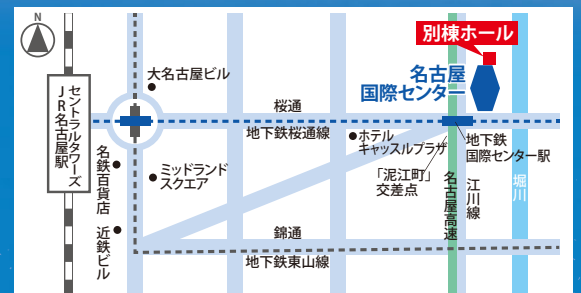 N
別棟ホール
大名古屋ビル
名古屋
国際センター
セントラルタワーズ
JR名古屋駅
桜通
地下鉄桜通線
ホテル
キャッスルプラザ
地下鉄
国際センター駅
名鉄百貨店
ミッドランド
スクエア
「泥江町」
交差点
名古屋高速
江川線
堀川
近鉄ビル
錦通
地下鉄東山線